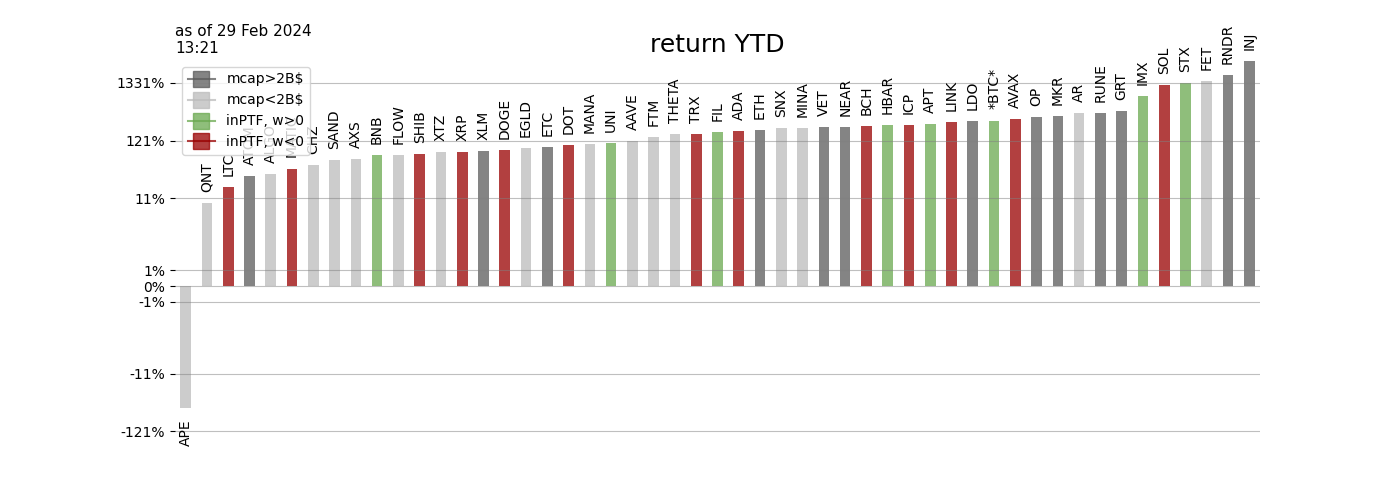 as of 29 Feb 2024
13:21
return YTD
mcap>2B$
mcap<2B$
inPTF, w>0
inPTF, w<0
1331%
121%
11%
1%
0%
-1%
-11%
-121%
APE
QNT
LTC
ATOM
ALGO
MATIC
CHZ
SAND
AXS
BNB
FLOW
SHIB
XTZ
XRP
XLM
DOGE
EGLD
ETC
DOT
MANA
UNI
AAVE
FTM
THETA
TRX
FIL
ADA
ETH
SNX
MINA
VET
NEAR
BCH
HBAR
ICP
APT
LINK
LDO
*BTC*
AVAX
OP
MKR
AR
RUNE
GRT
IMX
SOL
STX
FET
RNDR
INJ